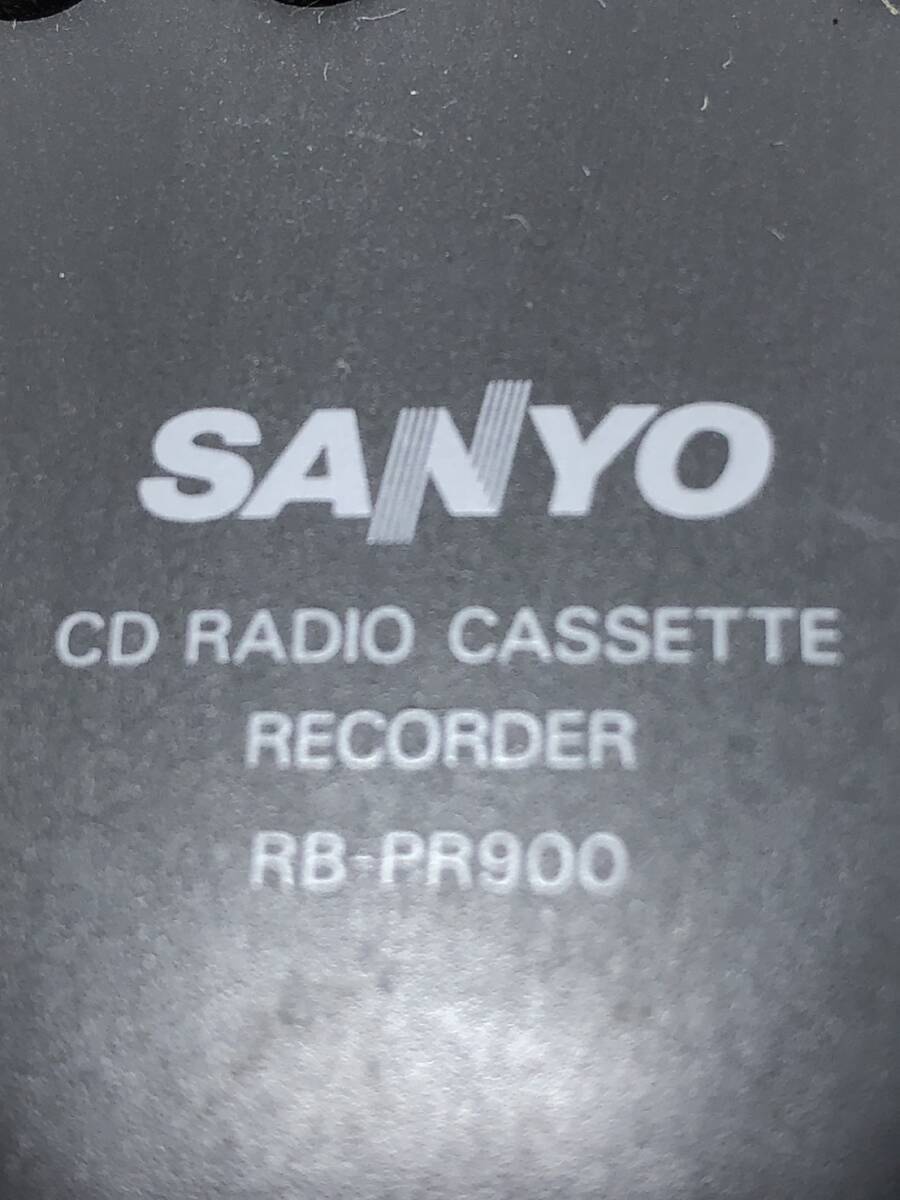 SANYO
CD RADIO CASSETTE
RECORDER
RB-PR900